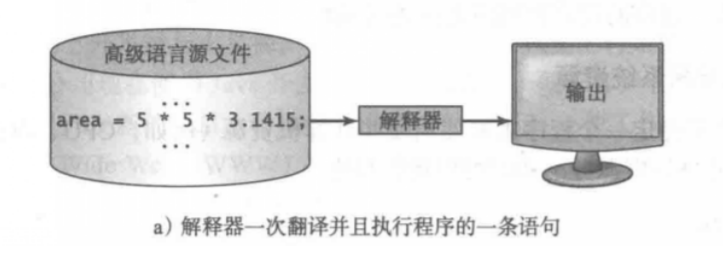 高级语言源文件
...
area = 5 * 5 * 3.1415;
...
解释器
输出
a）解释器一次翻译并且执行程序的一条语句